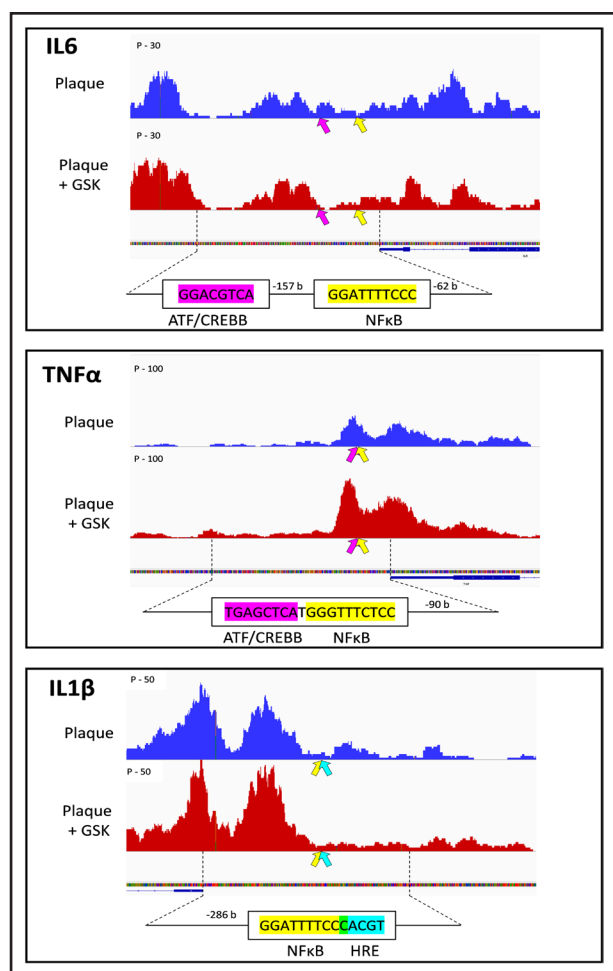 IL6
P - 30
Plaque
P - 30
Plaque
+ GSK
GGACGTCA
-157 b
GGATTTTCCC
-62 b
ATF/CREBB
NFκB
TNFα
P - 100
Plaque
P - 100
Plaque
+ GSK
TGAGCTCATGGGTTTCTCC
-90 b
ATF/CREBB
NFκB
IL1β
P - 50
Plaque
P - 50
Plaque
+ GSK
-286 b
GGATTTTCCCACGT
NFκB
HRE